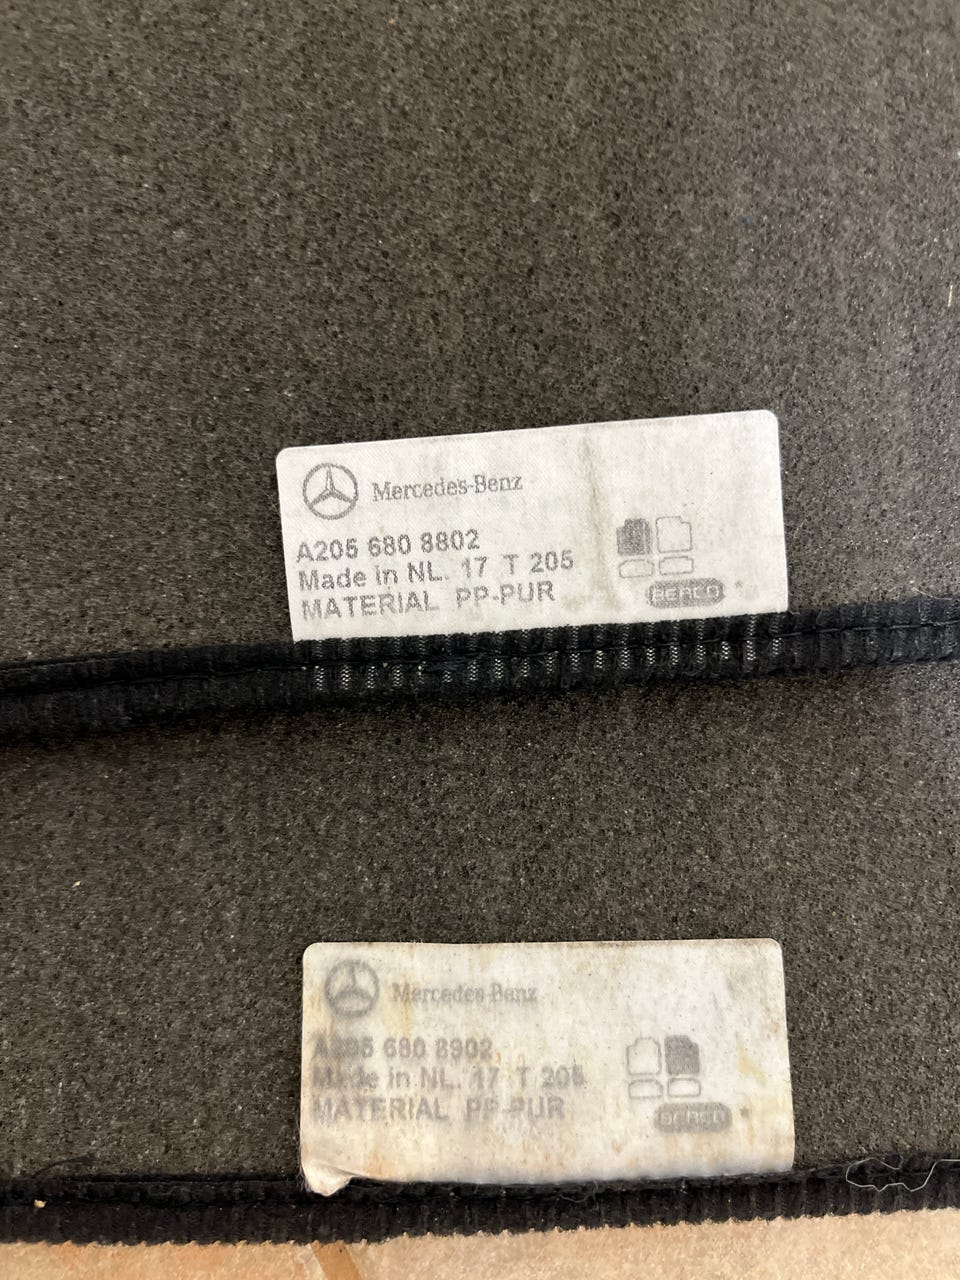 Mercedes-Benz
A205 680 8802
Made in NL. 17 T 205
MATERIAL PP-PUR
BERCO
Mercedes-Benz
A205 680 8902
Made in NL. 17 T 205
MATERIAL PP-PUR
BERCO